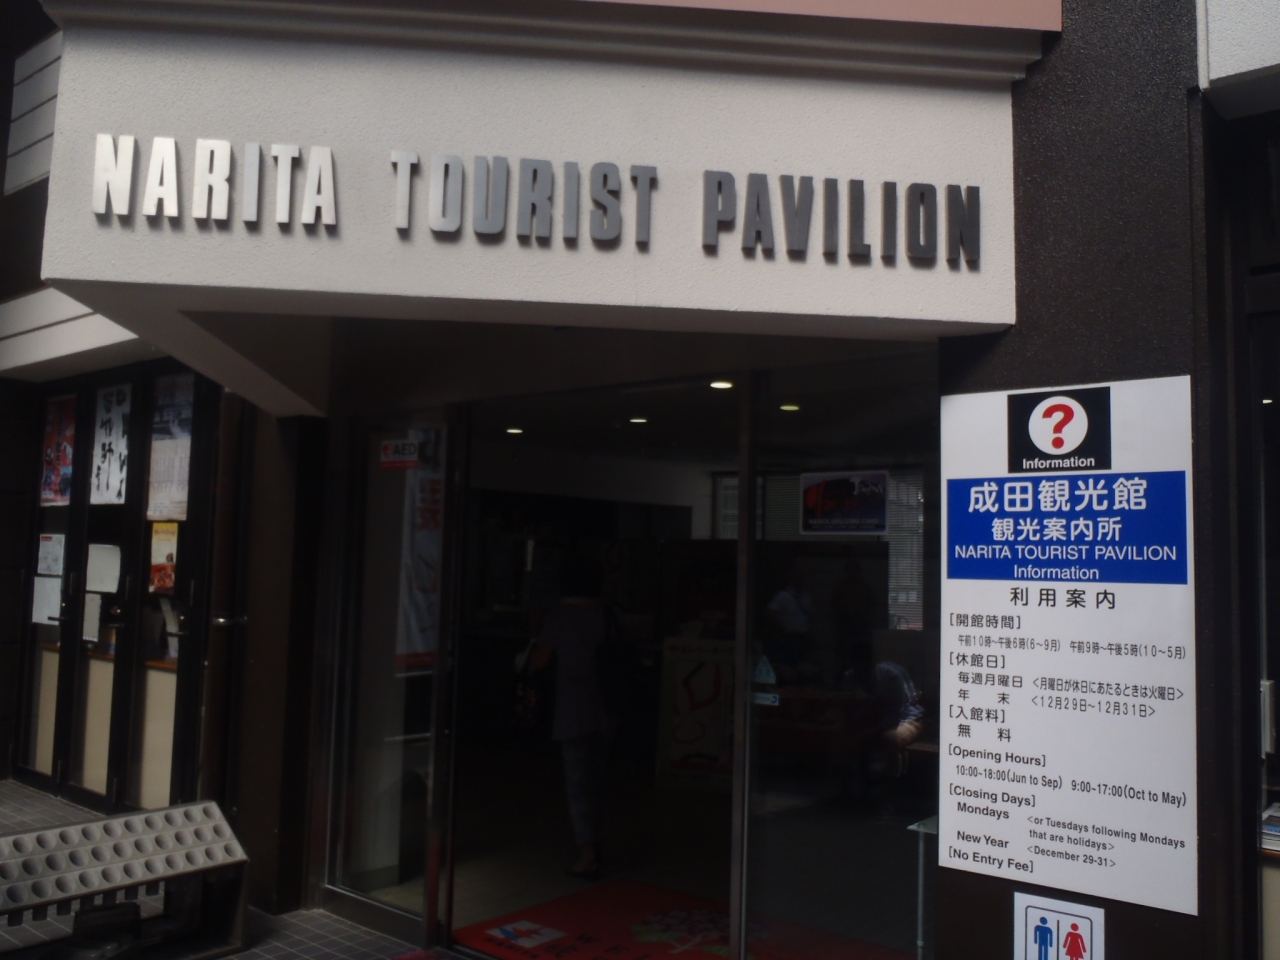 NARITA TOURIST PAVILION
AED
?
Information
成田観光館
観光案内所
NARITA TOURIST PAVILION
Information
利用案内
[開館時間]
午前10時~午後6時(6~9月) 午前9時~午後5時(10~5月)
[休館日]
毎週月曜日 <月曜日が休日にあたるときは火曜日>
年 末 <12月29日~12月31日>
[入館料]
無 料
[Opening Hours]
10:00-18:00(Jun to Sep) 9:00-17:00(Oct to May)
[Closing Days]
Mondays <or Tuesdays following Mondays
that are holidays>
New Year <December 29-31>
[No Entry Fee]